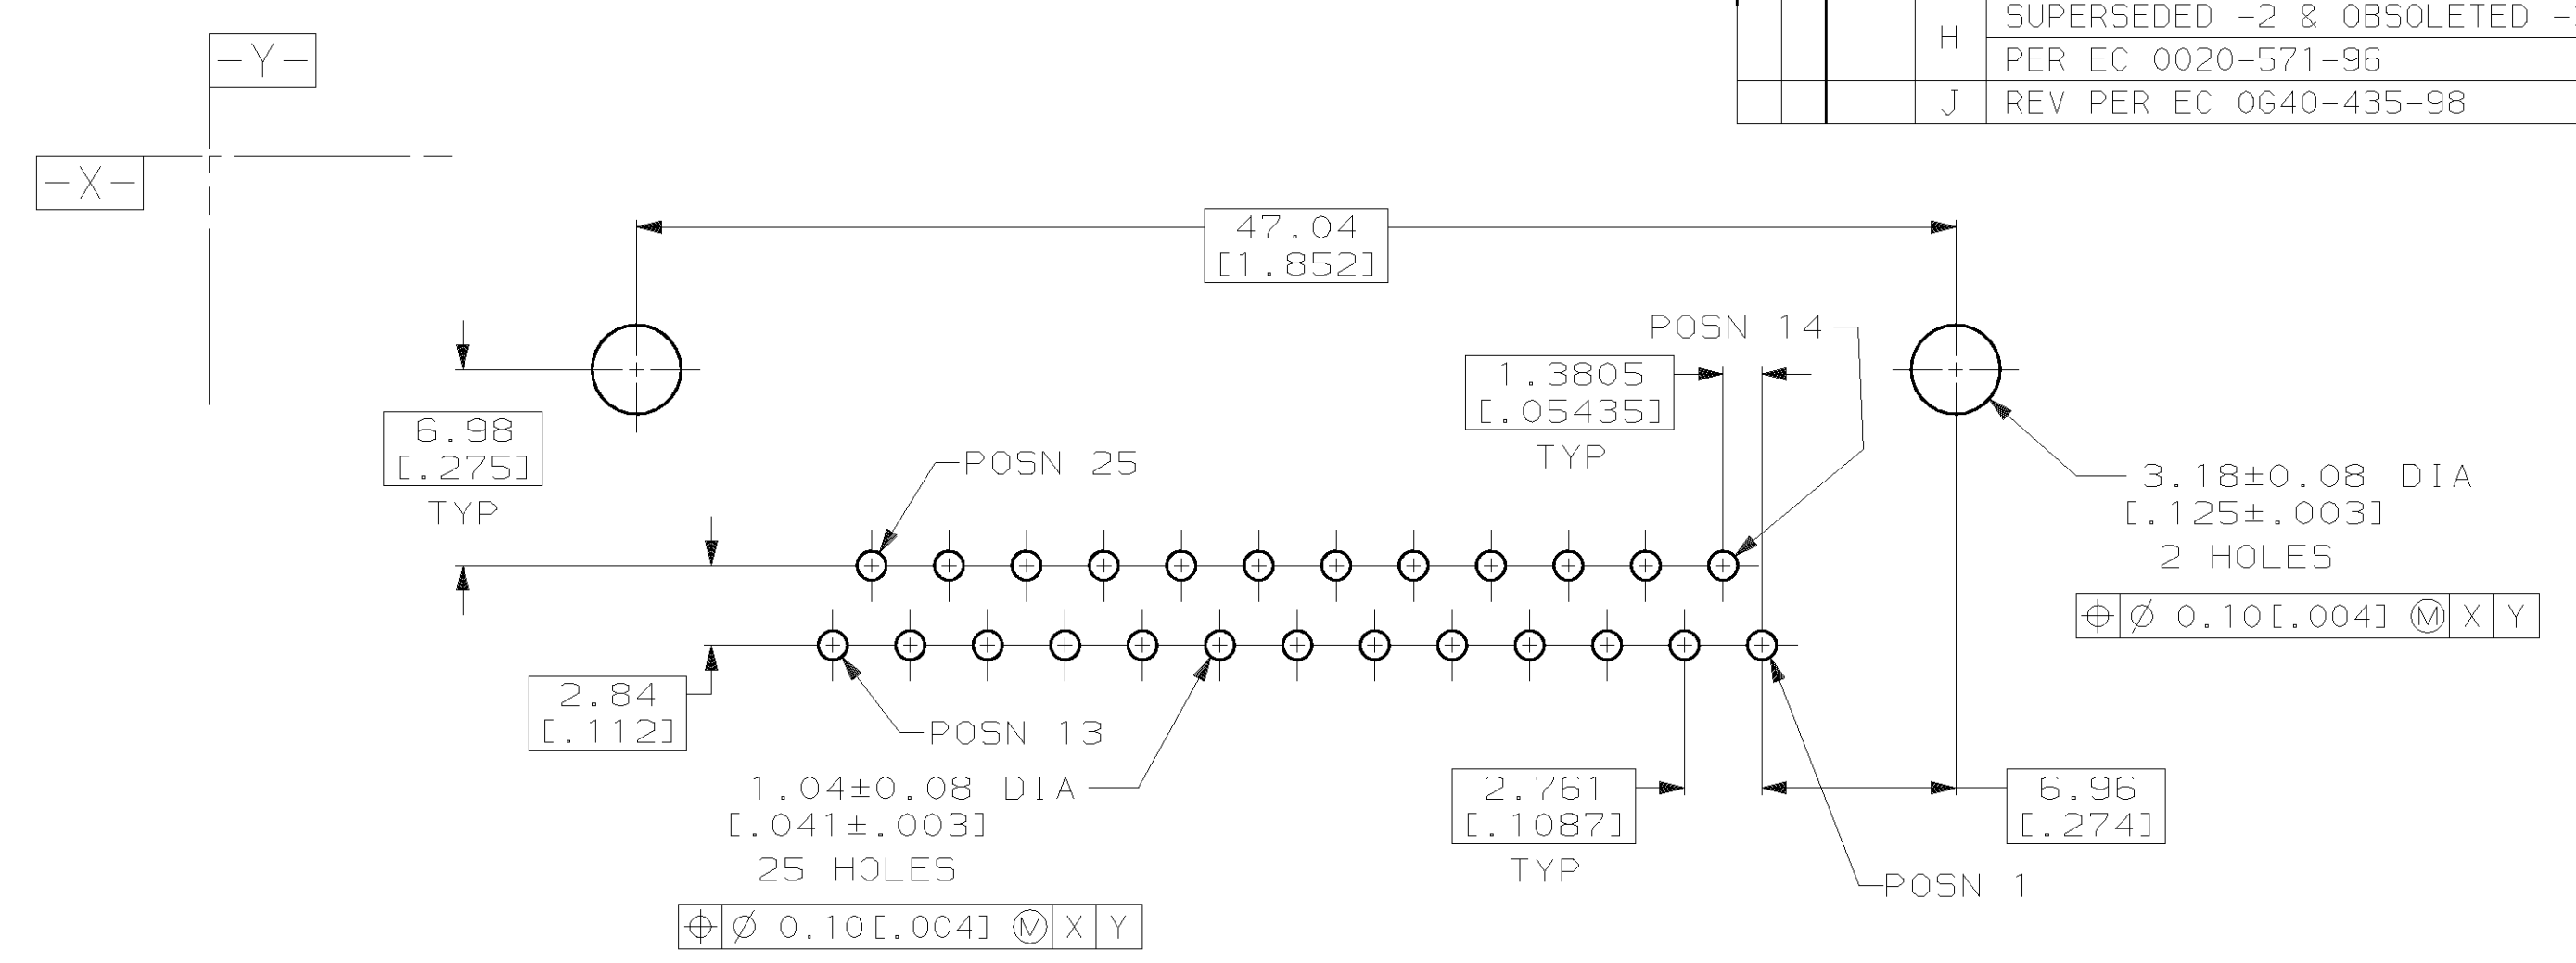 H
SUPERSEDED -2 & OBSOLETED
PER EC 0020-571-96
J REV PER EC 0G40-435-98
-Y-
-X-
47.04
[1.852]
POSN 14
1.3805
[.05435]
TYP
6.98
[.275]
TYP
POSN 25
3.18±0.08 DIA
[.125±.003]
2 HOLES
⌖ ⌀ 0.10[.004] Ⓜ X Y
2.84
[.112]
POSN 13
1.04±0.08 DIA
[.041±.003]
25 HOLES
⌖ ⌀ 0.10[.004] Ⓜ X Y
2.761
[.1087]
TYP
6.96
[.274]
POSN 1